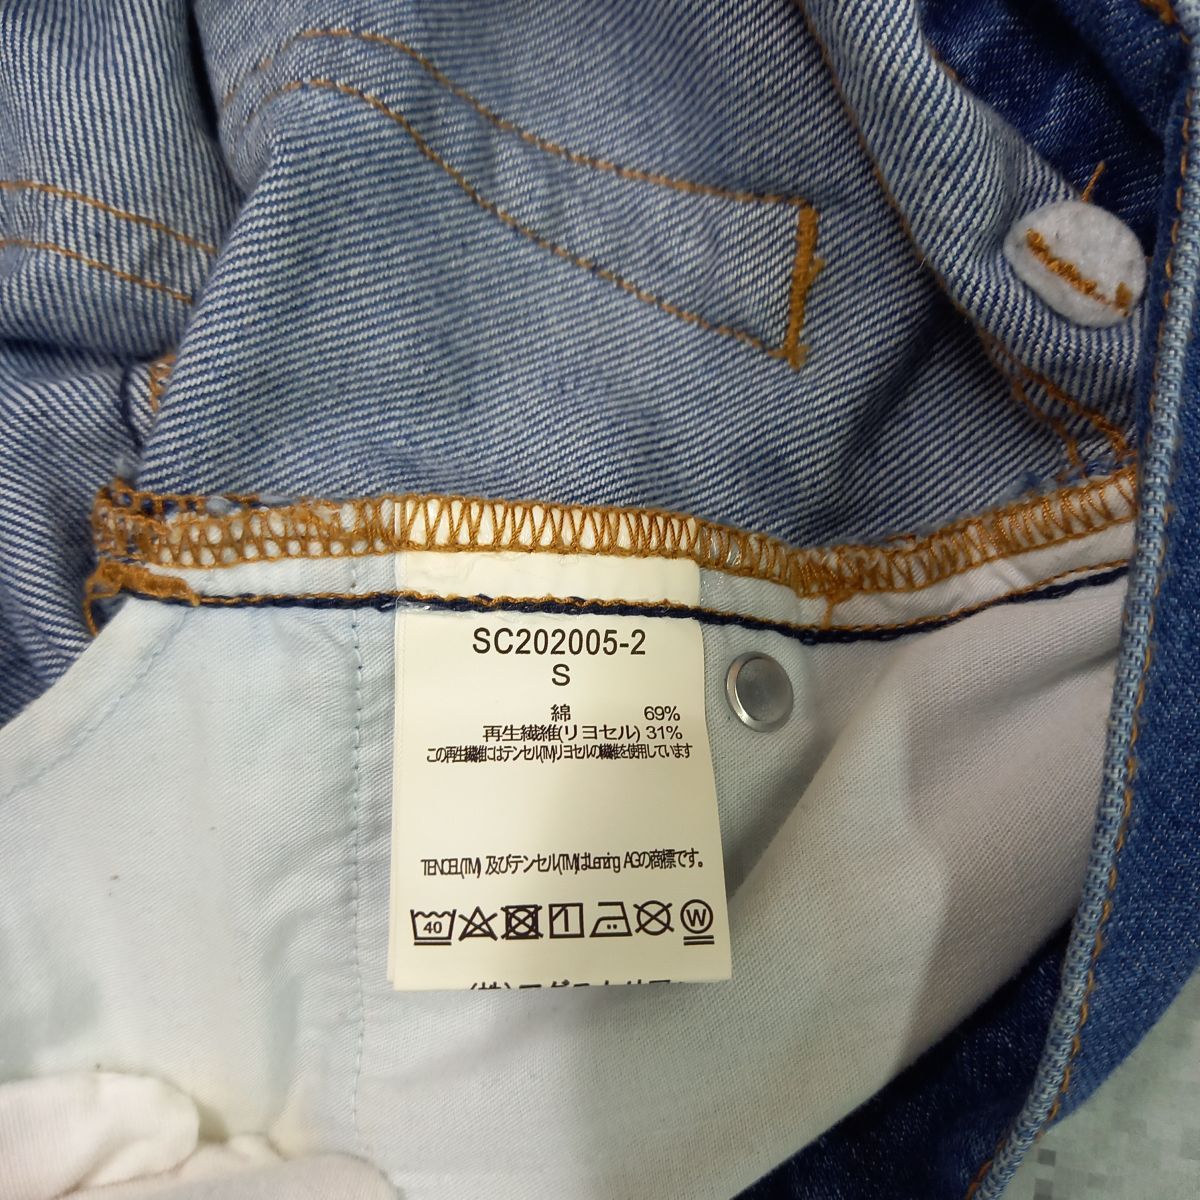 SC202005-2
S
綿 69%
再生繊維(リヨセル) 31%
この再生繊維にはテンセル(TM)リヨセルの繊維を使用しています
TENCEL(TM) 及びテンセル(TM)はLenzing AGの商標です。
40
W